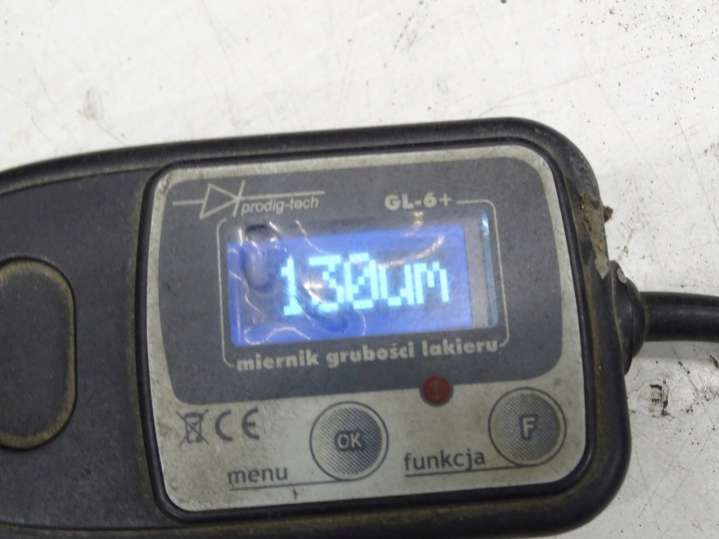 prodig-tech GL-6+
130um
miernik grubości lakieru
CE
OK F
menu funkcja